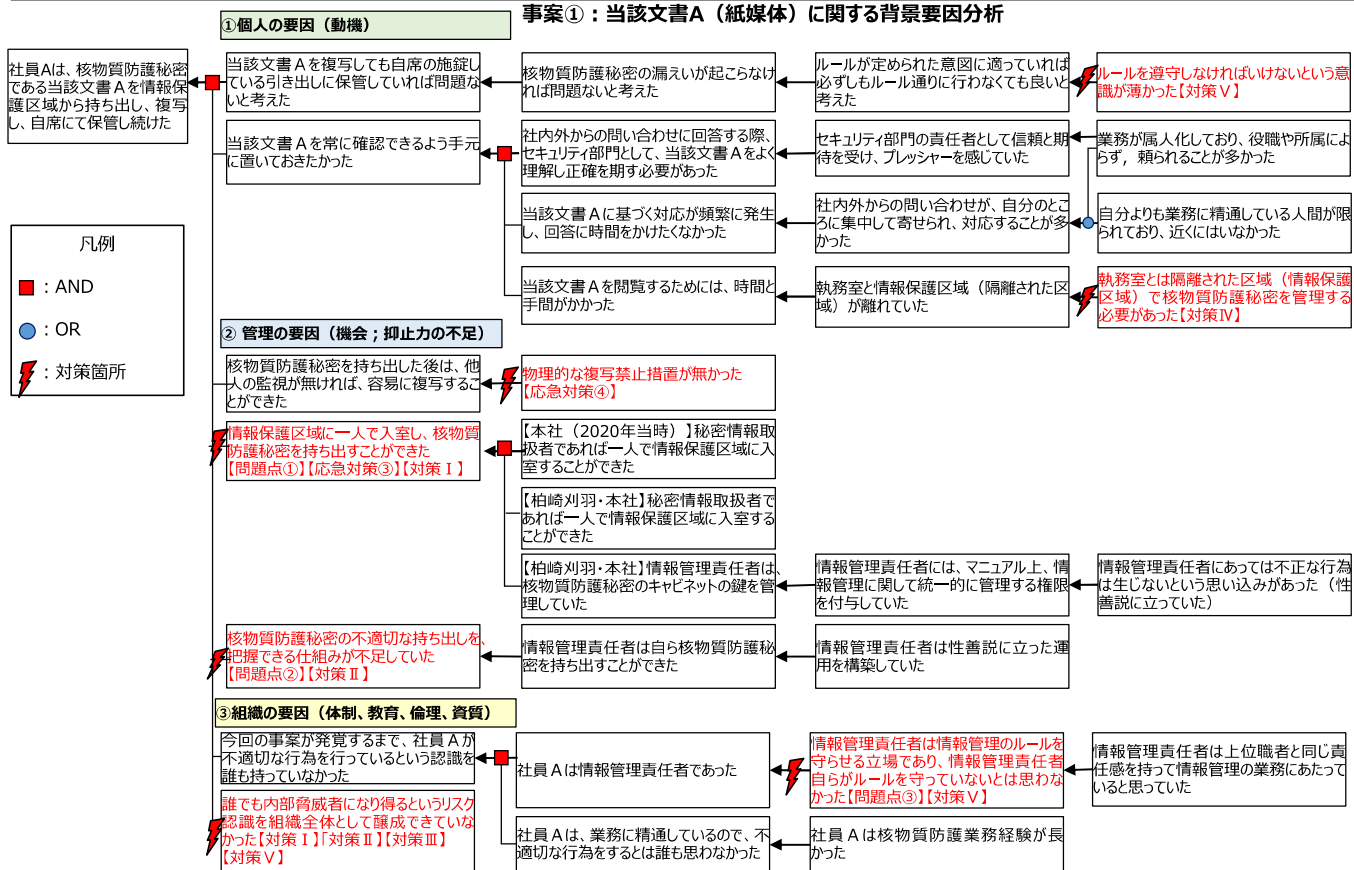 事案①：当該文書A（紙媒体）に関する背景要因分析
①個人の要因（動機）
社員Aは、核物質防護秘密
である当該文書Aを情報保
護区域から持ち出し、複写
し、自席にて保管し続けた
当該文書Ａを複写しても自席の施錠し
ている引き出しに保管していれば問題な
いと考えた
核物質防護秘密の漏えいが起こらなけ
れば問題ないと考えた
ルールが定められた意図に適っていれば
必ずしもルール通りに行わなくても良いと
考えた
ルールを遵守しなければいけないという意
識が薄かった【対策Ⅴ】
当該文書Ａを常に確認できるよう手元
に置いておきたかった
社内外からの問い合わせに回答する際、
セキュリティ部門として、当該文書Ａをよく
理解し正確を期す必要があった
セキュリティ部門の責任者として信頼と期
待を受け、プレッシャーを感じていた
業務が属人化しており、役職や所属によ
らず，頼られることが多かった
当該文書Ａに基づく対応が頻繁に発生
し、回答に時間をかけたくなかった
社内外からの問い合わせが、自分のとこ
ろに集中して寄せられ、対応することが多
かった
自分よりも業務に精通している人間が限
られており、近くにはいなかった
当該文書Ａを閲覧するためには、時間と
手間がかかった
執務室と情報保護区域（隔離された区
域）が離れていた
執務室とは隔離された区域（情報保護
区域）で核物質防護秘密を管理する
必要があった【対策Ⅳ】
凡例
：AND
：OR
：対策箇所
② 管理の要因（機会；抑止力の不足）
核物質防護秘密を持ち出した後は、他
人の監視が無ければ、容易に複写するこ
とができた
物理的な複写禁止措置が無かった
【応急対策④】
情報保護区域に一人で入室し、核物質
防護秘密を持ち出すことができた
【問題点①】【応急対策③】【対策Ⅰ】
【本社（2020年当時）】秘密情報取
扱者であれば一人で情報保護区域に入
室することができた
【柏崎刈羽・本社】秘密情報取扱者で
あれば一人で情報保護区域に入室する
ことができた
【柏崎刈羽・本社】情報管理責任者は、
核物質防護秘密のキャビネットの鍵を管
理していた
情報管理責任者には、マニュアル上、情
報管理に関して統一的に管理する権限
を付与していた
情報管理責任者にあっては不正な行為
は生じないという思い込みがあった（性
善説に立っていた）
核物質防護秘密の不適切な持ち出しを、
把握できる仕組みが不足していた
【問題点②】【対策Ⅱ】
情報管理責任者は自ら核物質防護秘
密を持ち出すことができた
情報管理責任者は性善説に立った運
用を構築していた
③組織の要因（体制、教育、倫理、資質）
今回の事案が発覚するまで、社員Ａが
不適切な行為を行っているという認識を
誰も持っていなかった
社員Ａは情報管理責任者であった
情報管理責任者は情報管理のルールを
守らせる立場であり、情報管理責任者
自らがルールを守っていないとは思わな
かった【問題点③】【対策Ⅴ】
情報管理責任者は上位職者と同じ責
任感を持って情報管理の業務にあたって
いると思っていた
誰でも内部脅威者になり得るというリスク
認識を組織全体として醸成できていな
かった【対策Ⅰ】「対策Ⅱ】【対策Ⅲ】
【対策Ⅴ】
社員Ａは、業務に精通しているので、不
適切な行為をするとは誰も思わなかった
社員Ａは核物質防護業務経験が長
かった